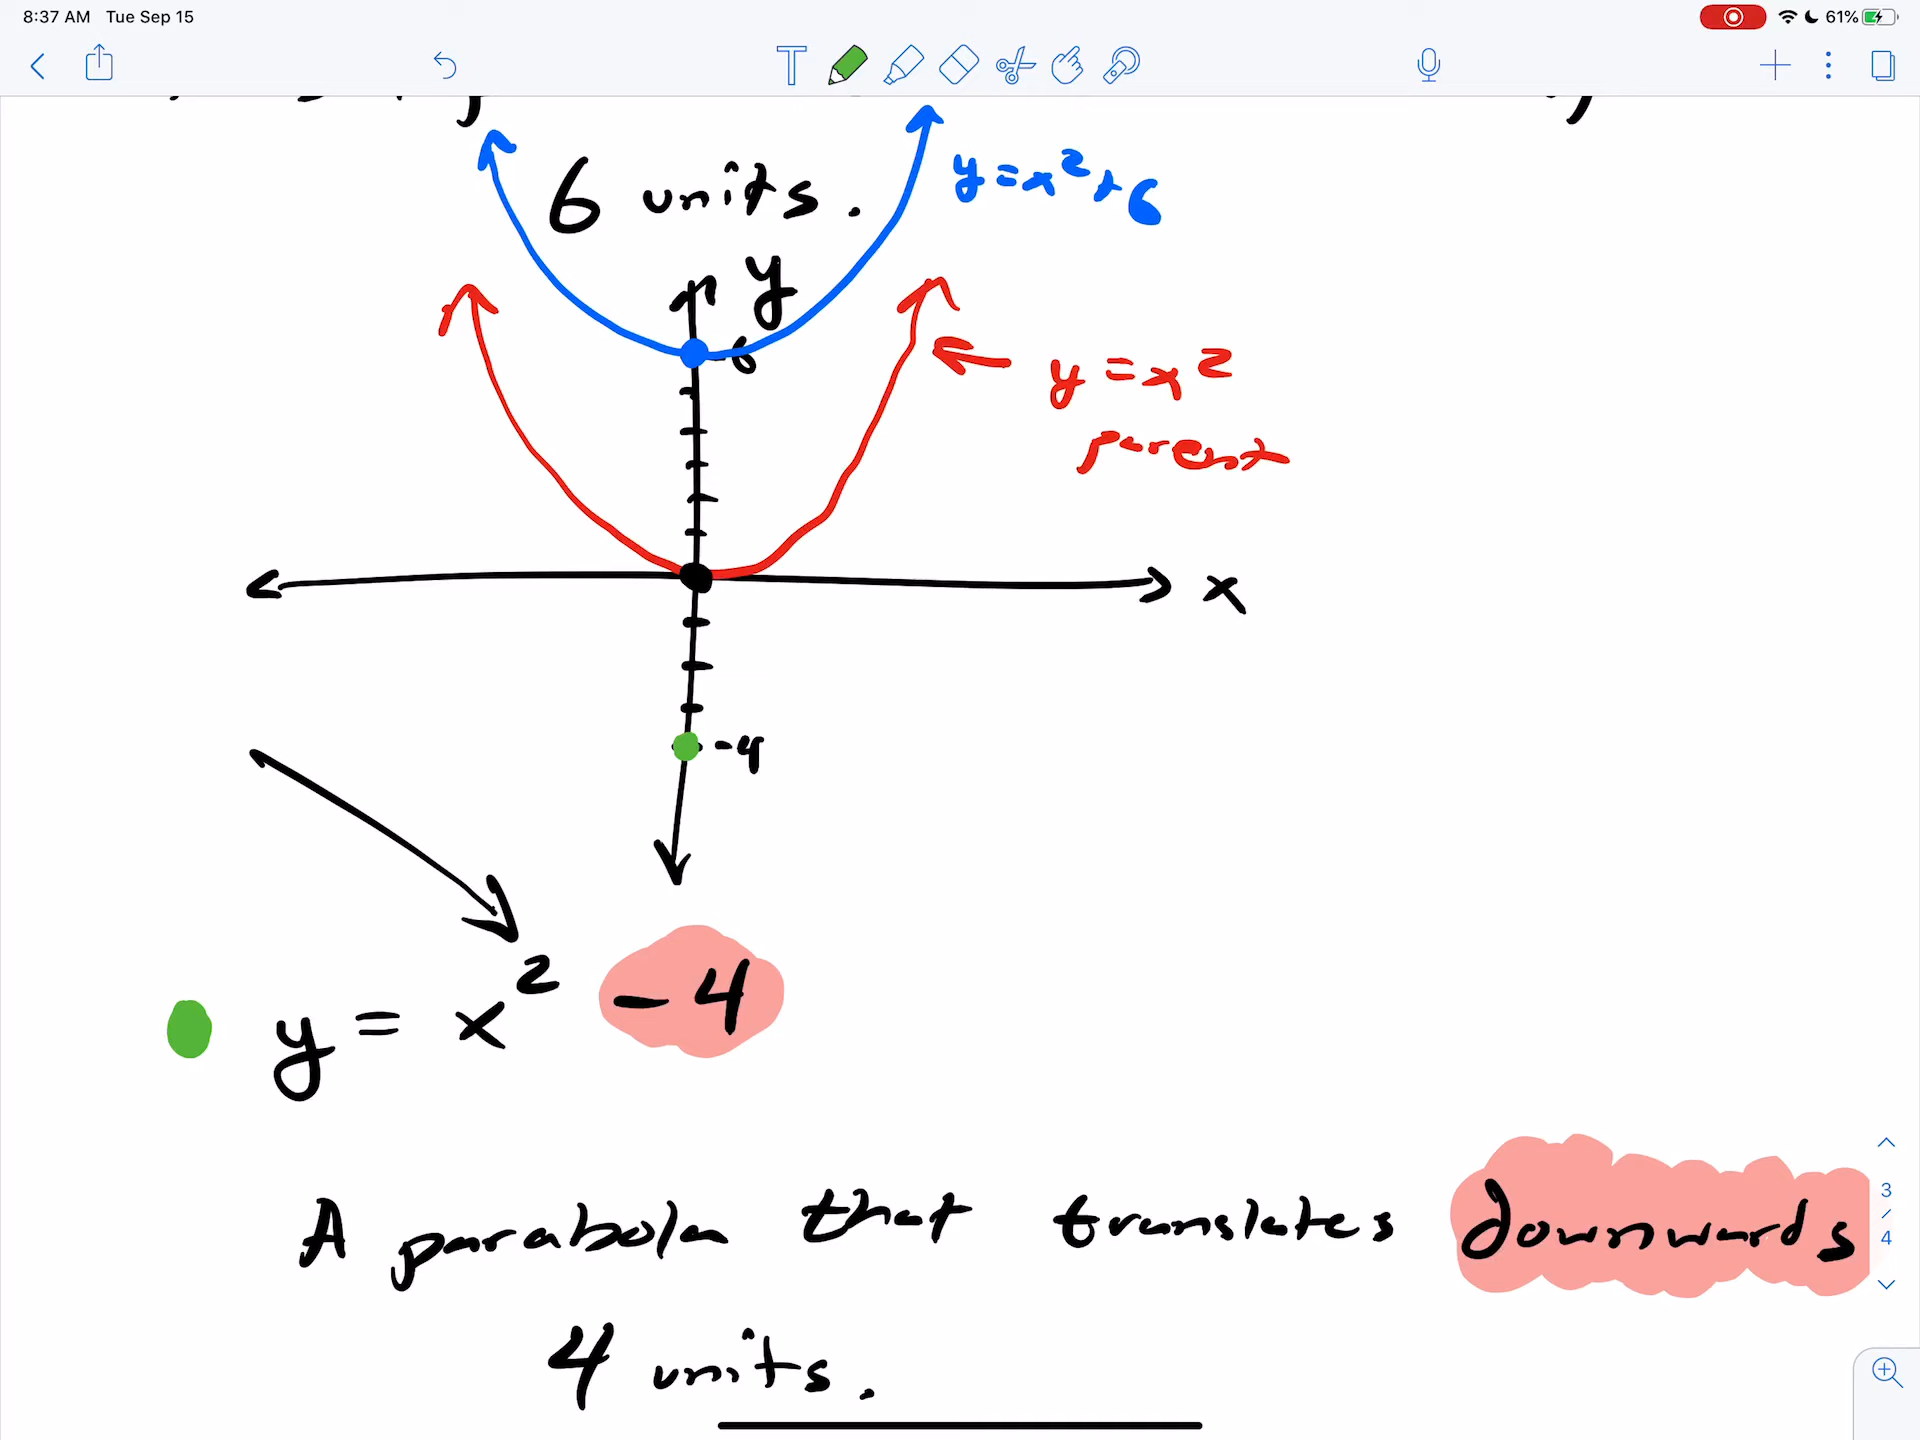 8:37 AM Tue Sep 15
61%
T
y=x²+6
6 units.
y
6
y=x²
parent
x
-4
y = x² -4
A parabola that translates downwards
3
/
4
4 units.